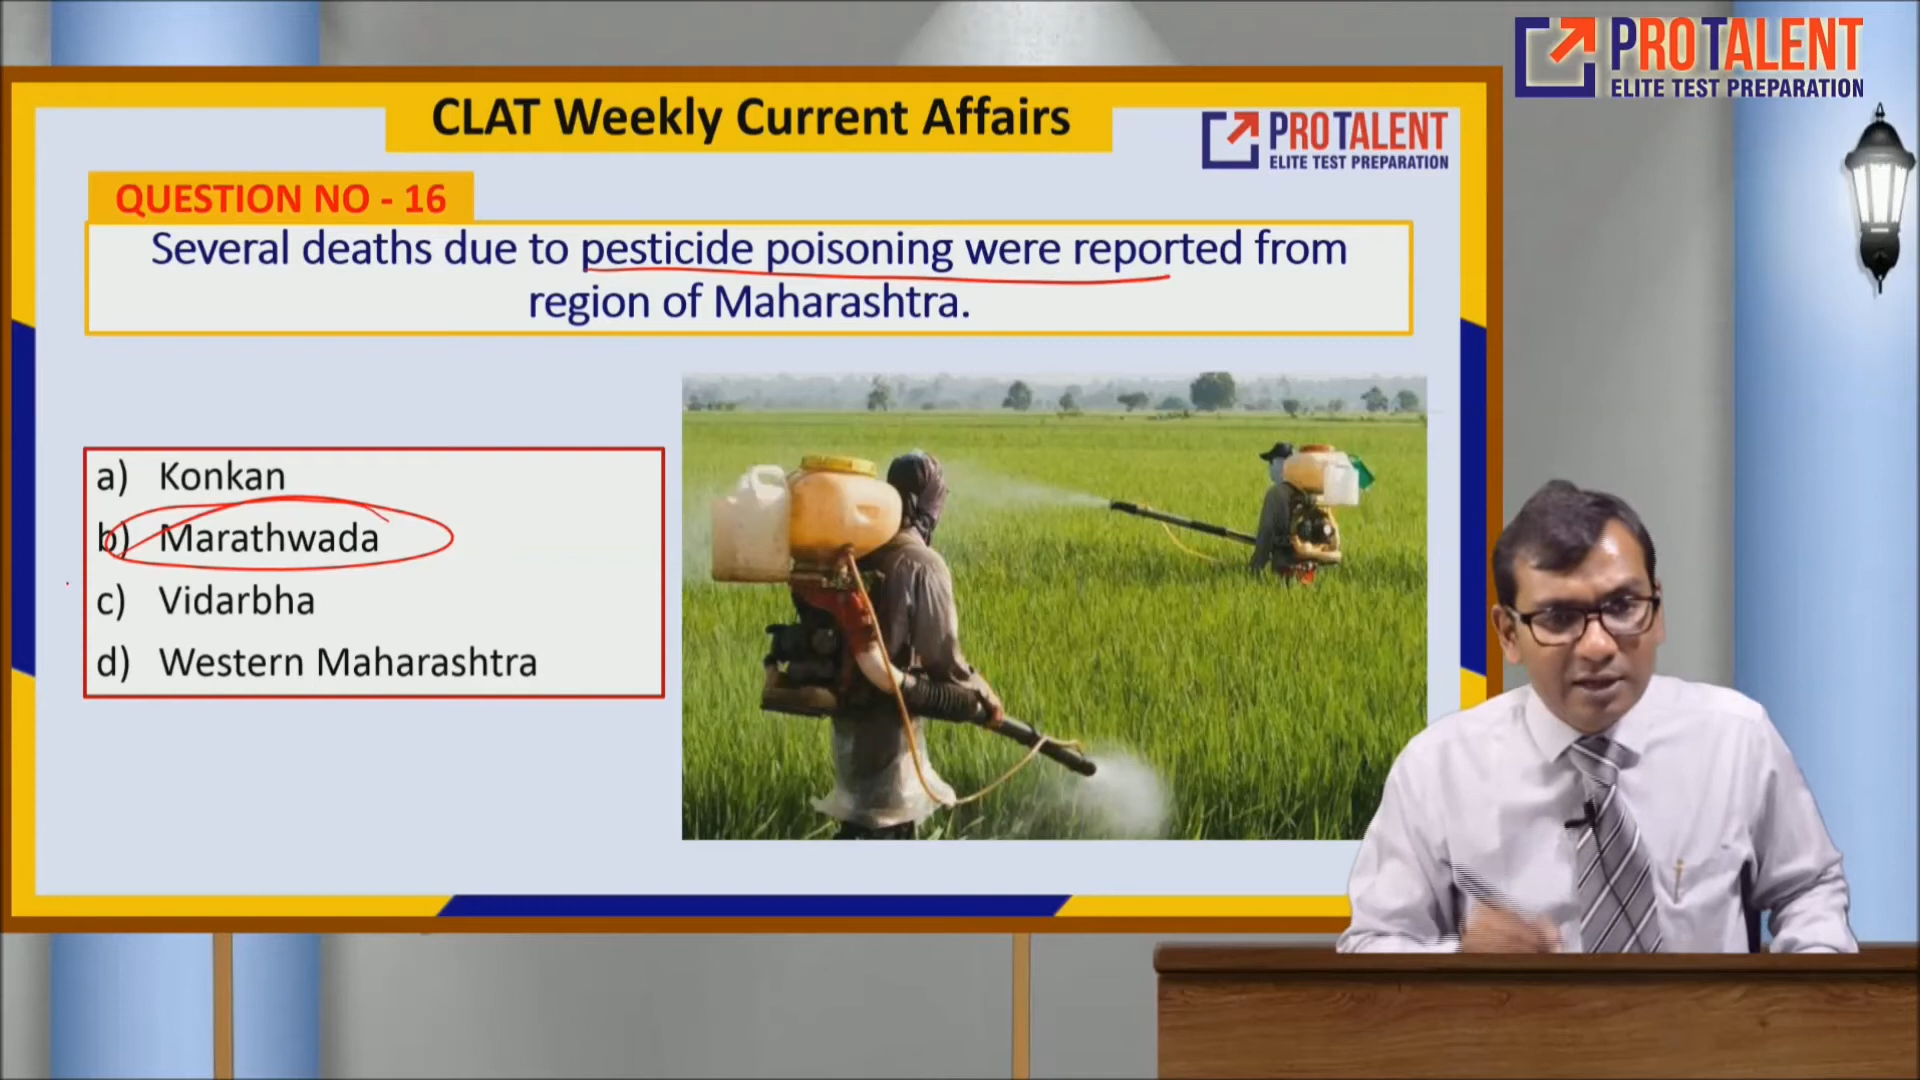 PROTALENT
ELITE TEST PREPARATION
CLAT Weekly Current Affairs
PROTALENT
ELITE TEST PREPARATION
QUESTION NO - 16
Several deaths due to pesticide poisoning were reported from
region of Maharashtra.
a) Konkan
b) Marathwada
c) Vidarbha
d) Western Maharashtra